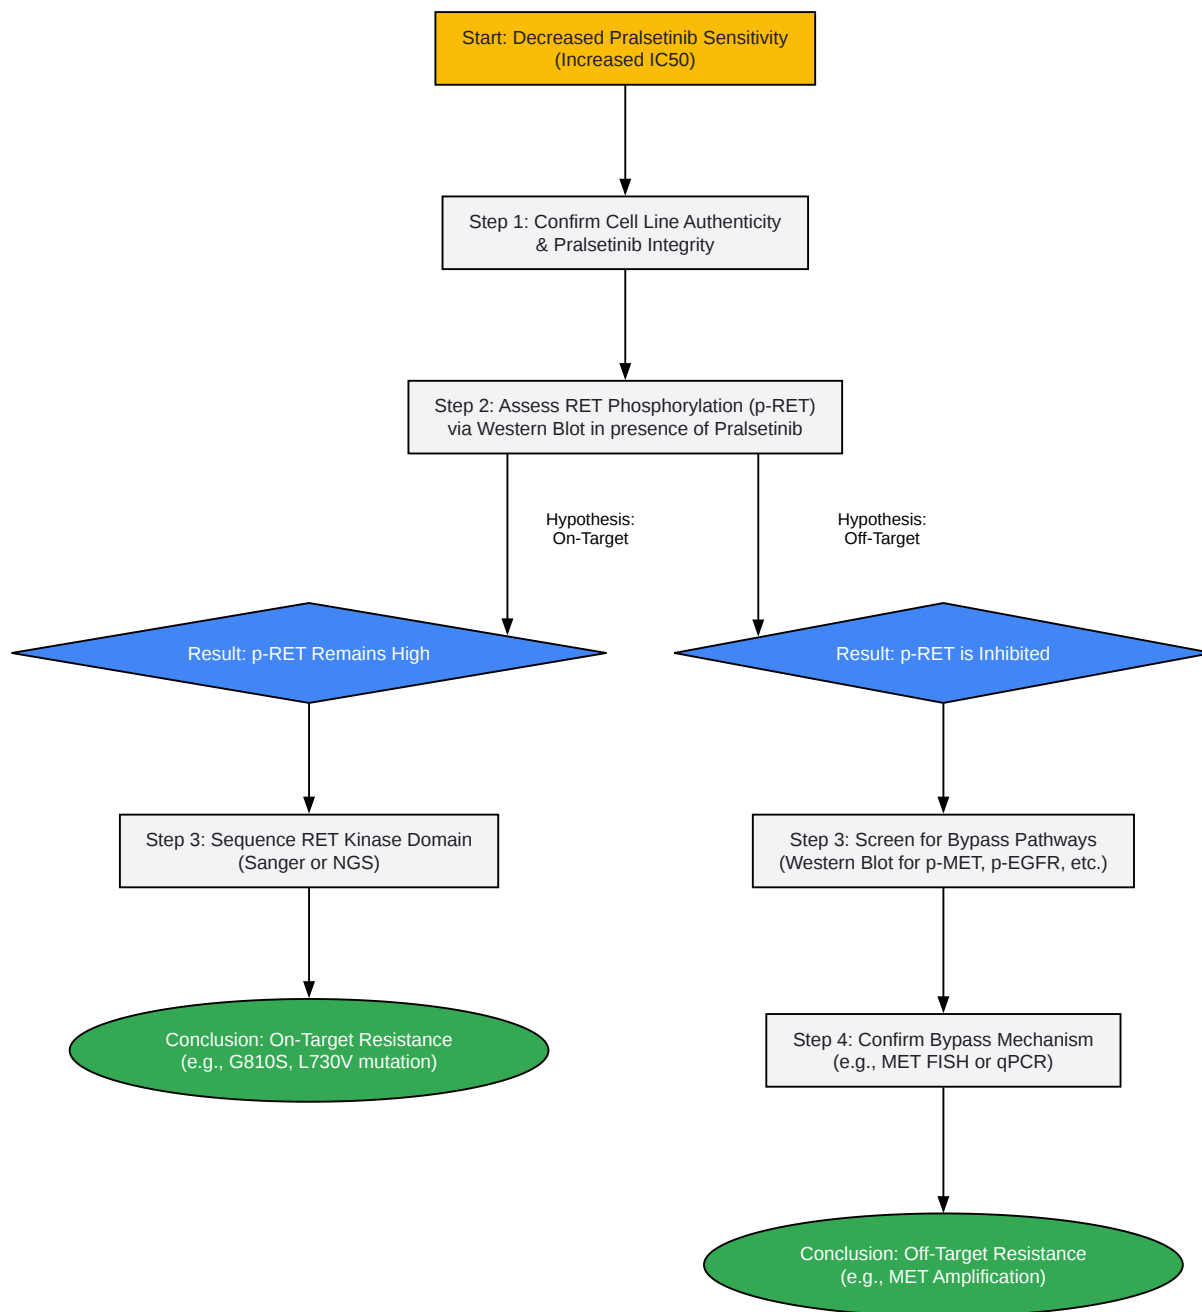 Start: Decreased Pralsetinib Sensitivity
(Increased IC50)
Step 1: Confirm Cell Line Authenticity
& Pralsetinib Integrity
Step 2: Assess RET Phosphorylation (p-RET)
via Western Blot in presence of Pralsetinib
Hypothesis:
On-Target
Hypothesis:
Off-Target
Result: p-RET Remains High
Result: p-RET is Inhibited
Step 3: Sequence RET Kinase Domain
(Sanger or NGS)
Step 3: Screen for Bypass Pathways
(Western Blot for p-MET, p-EGFR, etc.)
Conclusion: On-Target Resistance
(e.g., G810S, L730V mutation)
Step 4: Confirm Bypass Mechanism
(e.g., MET FISH or qPCR)
Conclusion: Off-Target Resistance
(e.g., MET Amplification)